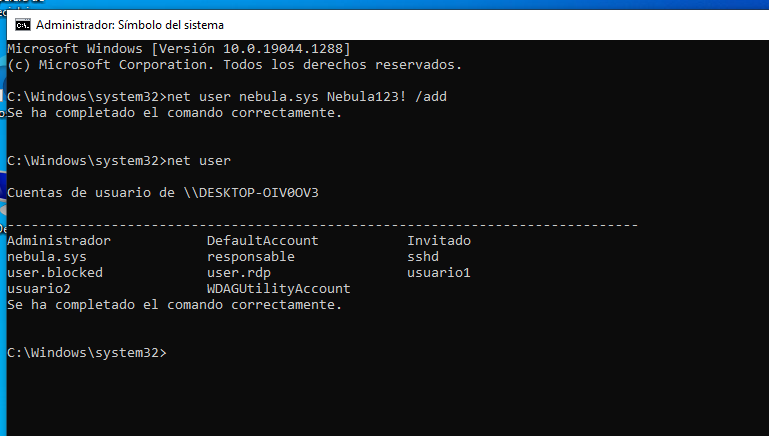 Administrador: Símbolo del sistema
Microsoft Windows [Versión 10.0.19044.1288]
(c) Microsoft Corporation. Todos los derechos reservados.
C:\Windows\system32>net user nebula.sys Nebula123! /add
Se ha completado el comando correctamente.
C:\Windows\system32>net user
Cuentas de usuario de \\DESKTOP-OIV0OV3
-------------------------------------------------------------------------------
Administrador            DefaultAccount           Invitado
nebula.sys               responsable              sshd
user.blocked             user.rdp                 usuario1
usuario2                 WDAGUtilityAccount
Se ha completado el comando correctamente.
C:\Windows\system32>